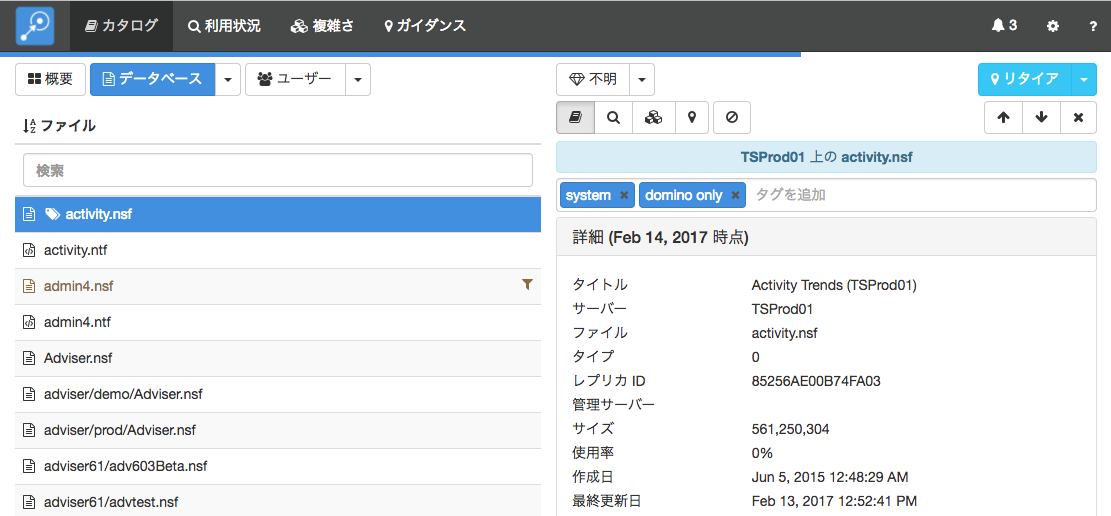 カタログ 利用状況 複雑さ ガイダンス 3 ?
概要 データベース ユーザー
ファイル
検索
activity.nsf
activity.ntf
admin4.nsf
admin4.ntf
Adviser.nsf
adviser/demo/Adviser.nsf
adviser/prod/Adviser.nsf
adviser61/adv603Beta.nsf
adviser61/advtest.nsf
不明 リタイア
TSProd01 上の activity.nsf
system × domino only × タグを追加
詳細 (Feb 14, 2017 時点)
タイトル Activity Trends (TSProd01)
サーバー TSProd01
ファイル activity.nsf
タイプ 0
レプリカ ID 85256AE00B74FA03
管理サーバー
サイズ 561,250,304
使用率 0%
作成日 Jun 5, 2015 12:48:29 AM
最終更新日 Feb 13, 2017 12:52:41 PM